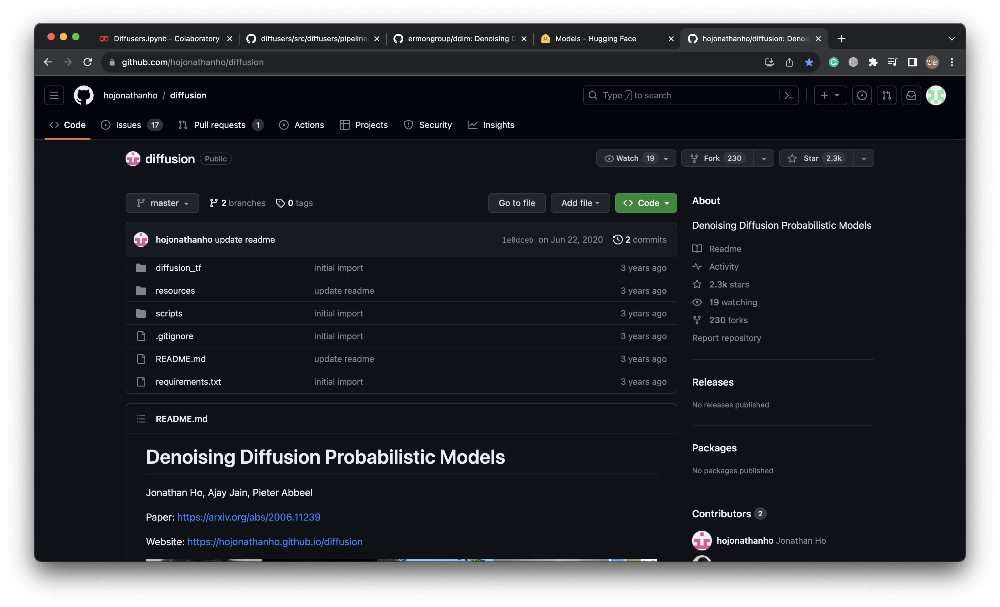 Diffusers.ipynb - Colaboratory
diffusers/src/diffusers/pipeline
ermongroup/ddim: Denoising D
Models - Hugging Face
hojonathanho/diffusion: Denois
github.com/hojonathanho/diffusion
범순
hojonathanho / diffusion
Type / to search
Code
Issues 17
Pull requests 1
Actions
Projects
Security
Insights
diffusion Public
Watch 19
Fork 230
Star 2.3k
master
2 branches
0 tags
Go to file
Add file
Code
hojonathanho update readme
1e0dceb on Jun 22, 2020
2 commits
diffusion_tf initial import 3 years ago
resources update readme 3 years ago
scripts initial import 3 years ago
.gitignore initial import 3 years ago
README.md update readme 3 years ago
requirements.txt initial import 3 years ago
README.md
Denoising Diffusion Probabilistic Models
Jonathan Ho, Ajay Jain, Pieter Abbeel
Paper: https://arxiv.org/abs/2006.11239
Website: https://hojonathanho.github.io/diffusion
About
Denoising Diffusion Probabilistic Models
Readme
Activity
2.3k stars
19 watching
230 forks
Report repository
Releases
No releases published
Packages
No packages published
Contributors 2
hojonathanho Jonathan Ho